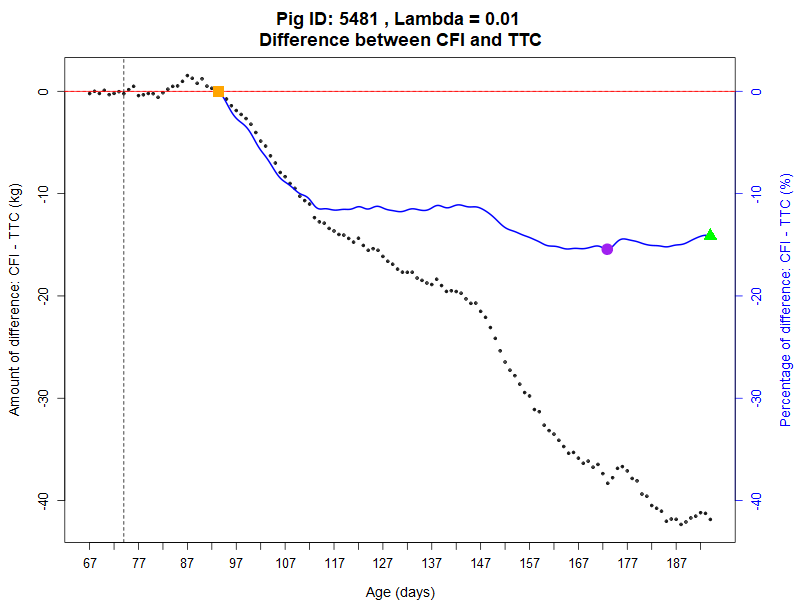 Pig ID: 5481 , Lambda = 0.01
Difference between CFI and TTC
Amount of difference: CFI - TTC (kg)
0
-10
-20
-30
-40
Percentage of difference: CFI - TTC (%)
0
-10
-20
-30
-40
67 77 87 97 107 117 127 137 147 157 167 177 187
Age (days)